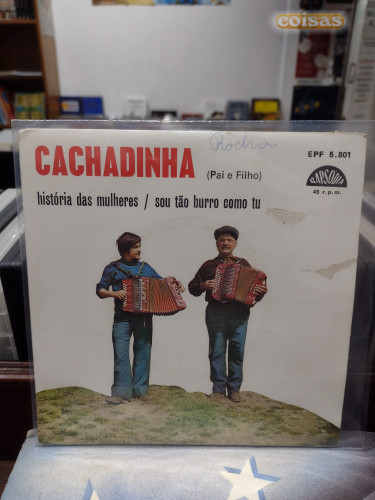 coisas
Rocha
CACHADINHA
(Pai e Filho)
EPF 5.801
RAPSÓDIA
45 r. p. m.
história das mulheres / sou tão burro como tu